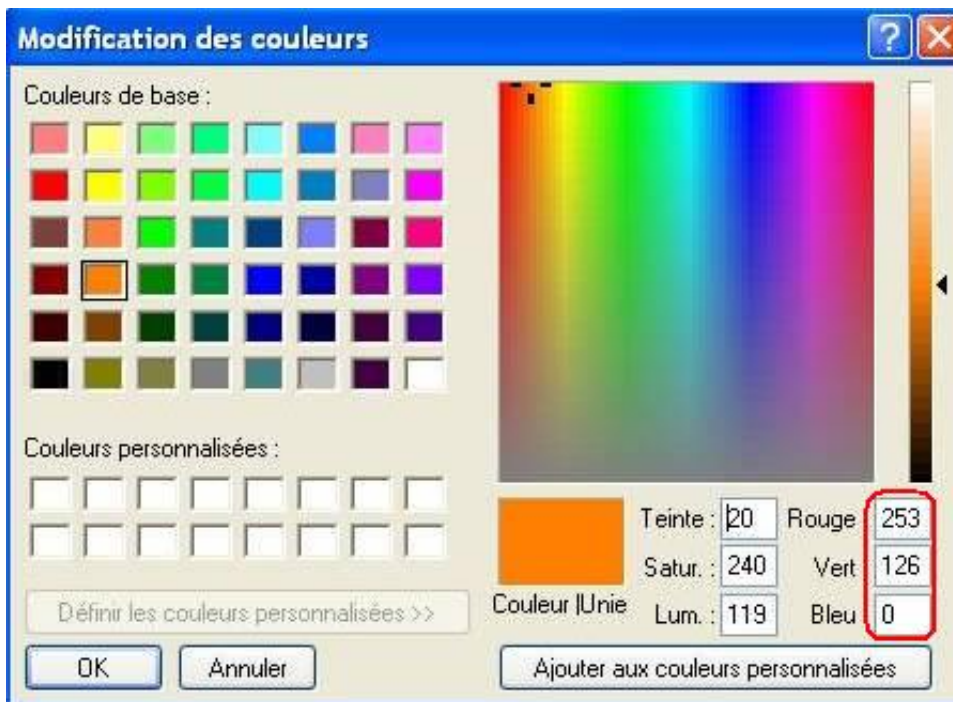 Modification des couleurs
Couleurs de base :
Couleurs personnalisées :
Définir les couleurs personnalisées >>
OK
Annuler
Couleur |Unie
Teinte : 20
Rouge 253
Satur. : 240
Vert 126
Lum. : 119
Bleu 0
Ajouter aux couleurs personnalisées